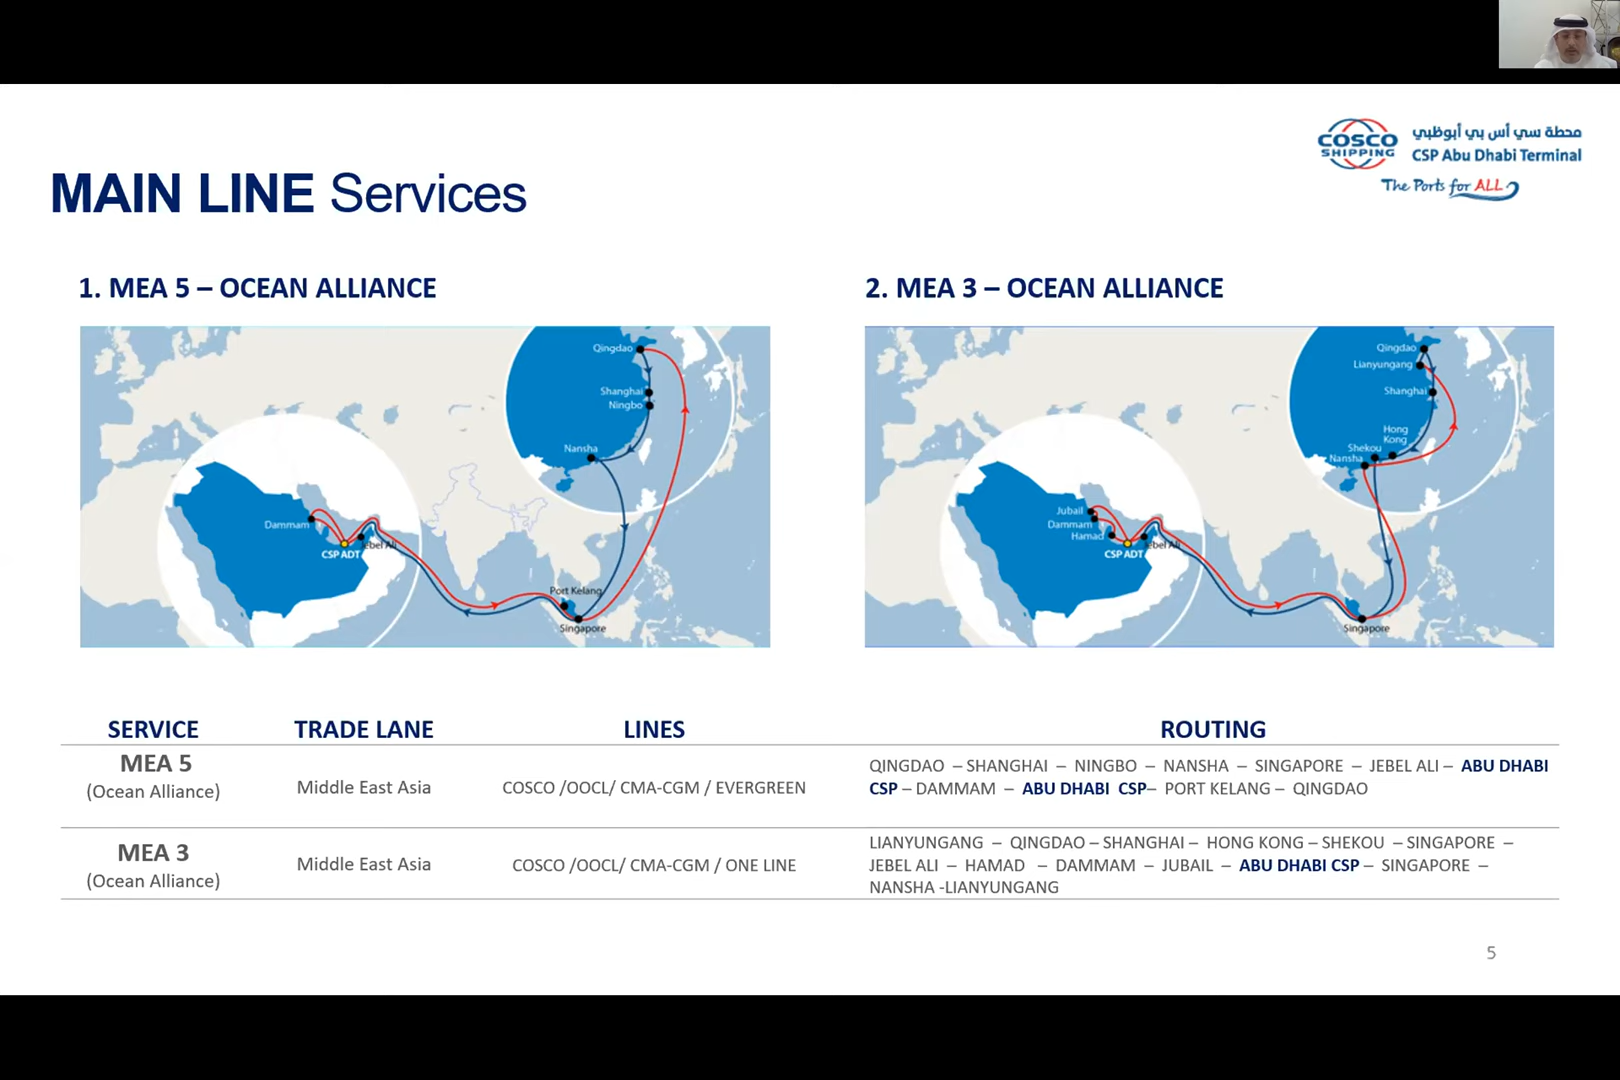 COSCO
SHIPPING
محطة سي أس بي أبوظبي
CSP Abu Dhabi Terminal
The Ports for ALL
MAIN LINE Services
1. MEA 5 – OCEAN ALLIANCE
Qingdao
Shanghai
Ningbo
Nansha
Dammam
CSP ADT
Jebel Ali
Port Kelang
Singapore
2. MEA 3 – OCEAN ALLIANCE
Qingdao
Lianyungang
Shanghai
Hong
Kong
Shekou
Nansha
Jubail
Dammam
Hamad
CSP ADT
Jebel Ali
Singapore
SERVICE TRADE LANE LINES ROUTING
MEA 5
(Ocean Alliance)
Middle East Asia
COSCO /OOCL/ CMA-CGM / EVERGREEN
QINGDAO – SHANGHAI – NINGBO – NANSHA – SINGAPORE – JEBEL ALI – ABU DHABI
CSP – DAMMAM – ABU DHABI CSP– PORT KELANG – QINGDAO
MEA 3
(Ocean Alliance)
Middle East Asia
COSCO /OOCL/ CMA-CGM / ONE LINE
LIANYUNGANG – QINGDAO – SHANGHAI – HONG KONG – SHEKOU – SINGAPORE –
JEBEL ALI – HAMAD – DAMMAM – JUBAIL – ABU DHABI CSP – SINGAPORE –
NANSHA -LIANYUNGANG
5